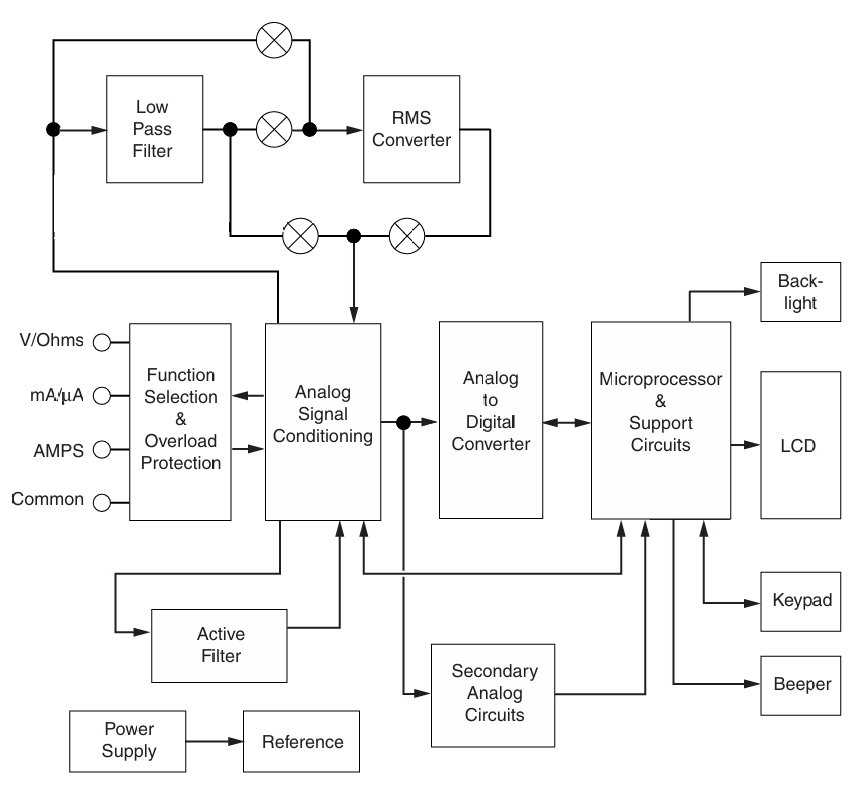 Low
Pass
Filter
RMS
Converter
Back-
light
V/Ohms
mA/µA
AMPS
Common
Function
Selection
&
Overload
Protection
Analog
Signal
Conditioning
Analog
to
Digital
Converter
Microprocessor
&
Support
Circuits
LCD
Keypad
Beeper
Active
Filter
Secondary
Analog
Circuits
Power
Supply
Reference